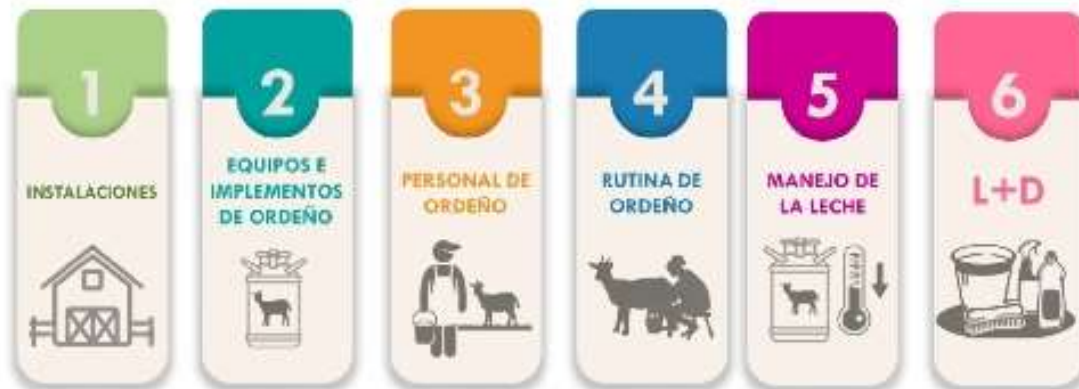 1
INSTALACIONES
2
EQUIPOS E
IMPLEMENTOS
DE ORDEÑO
3
PERSONAL DE
ORDEÑO
4
RUTINA DE
ORDEÑO
5
MANEJO DE
LA LECHE
6
L+D